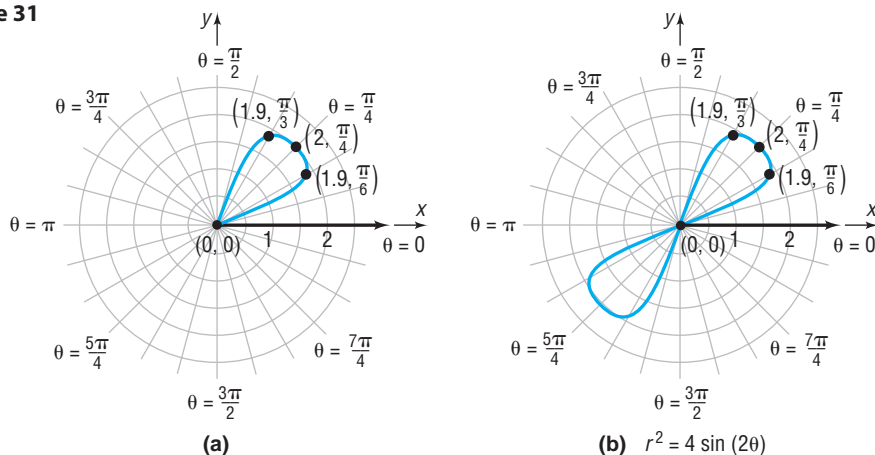 e 31
y
θ = π/2
θ = 3π/4
(1.9, π/3)
θ = π/4
(2, π/4)
(1.9, π/6)
θ = π
x
(0, 0)
1
2
θ = 0
θ = 5π/4
θ = 7π/4
θ = 3π/2
(a)
y
θ = π/2
θ = 3π/4
(1.9, π/3)
θ = π/4
(2, π/4)
(1.9, π/6)
θ = π
x
(0, 0)
1
2
θ = 0
θ = 5π/4
θ = 7π/4
θ = 3π/2
(b) r² = 4 sin (2θ)